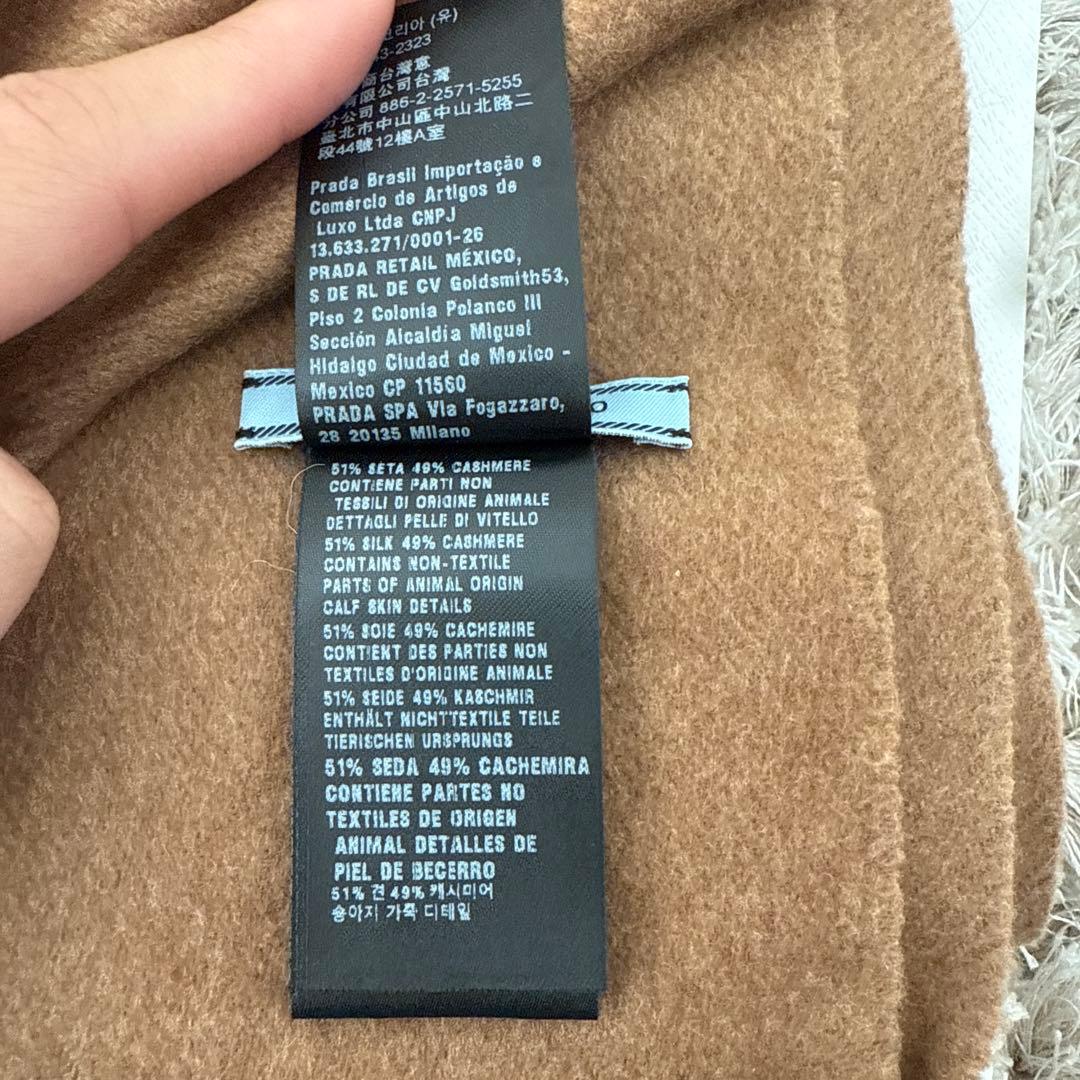 코리아 (유)
3-2323
台灣意
有限公司台灣
分公司 886-2-2571-5255
臺北市中山區中山北路二
段44號12樓A室
Prada Brasil Importação e
Comércio de Artigos de
Luxo Ltda CNPJ
13.633.271/0001-26
PRADA RETAIL MÉXICO,
S DE RL DE CV Goldsmith53,
Piso 2 Colonia Polanco III
Sección Alcaldía Miguel
Hidalgo Ciudad de Mexico -
Mexico CP 11560
PRADA SPA Via Fogazzaro,
28 20135 Milano
51% SETA 49% CASHMERE
CONTIENE PARTI NON
TESSILI DI ORIGINE ANIMALE
DETTAGLI PELLE DI VITELLO
51% SILK 49% CASHMERE
CONTAINS NON-TEXTILE
PARTS OF ANIMAL ORIGIN
CALF SKIN DETAILS
51% SOIE 49% CACHEMIRE
CONTIENT DES PARTIES NON
TEXTILES D'ORIGINE ANIMALE
51% SEIDE 49% KASCHMIR
ENTHÄLT NICHTTEXTILE TEILE
TIERISCHEN URSPRUNGS
51% SEDA 49% CACHEMIRA
CONTIENE PARTES NO
TEXTILES DE ORIGEN
ANIMAL DETALLES DE
PIEL DE BECERRO
51% 견 49% 캐시미어
송아지 가죽 디테일